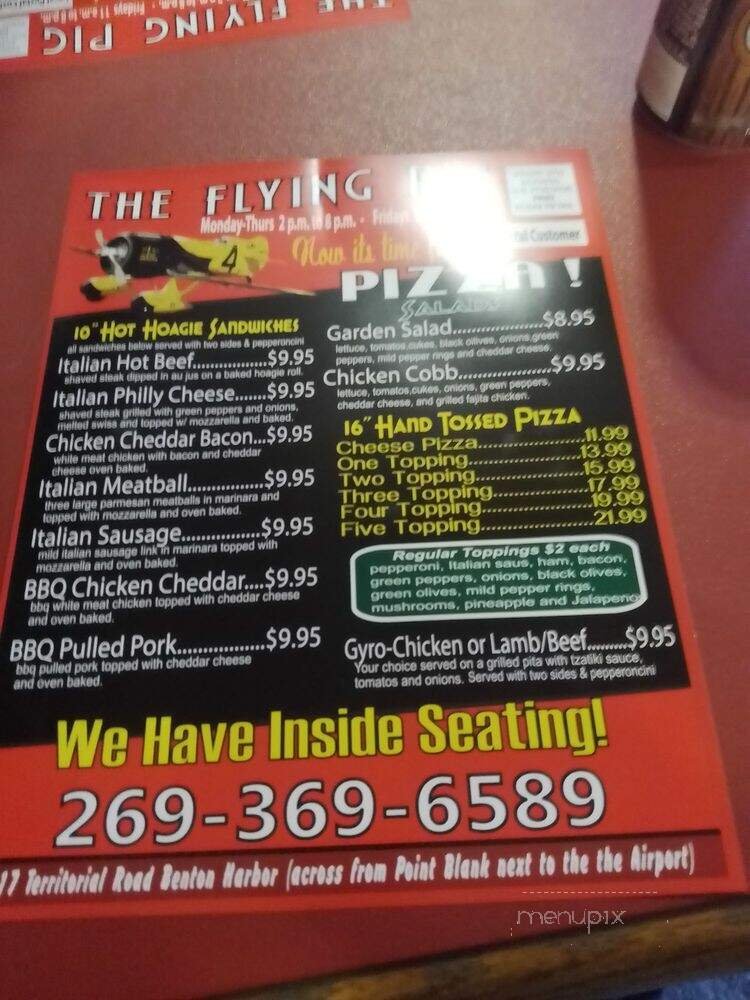 THE FLYING PIG
Fridays 11
THE FLYING
Monday-Thurs 2 p.m. to 8 p.m. -
Customer
Now its time
4
PIZZA!
SALADS
10" HOT HOAGIE SANDWICHES
all sandwiches below served with two sides & pepperoncini
Italian Hot Beef.................$9.95
shaved steak dipped in au jus on a baked hoagie roll.
Italian Philly Cheese.......$9.95
shaved steak grilled with green peppers and onions,
melted swiss and topped w/ mozzarella and baked.
Chicken Cheddar Bacon...$9.95
white meat chicken with bacon and cheddar
cheese oven baked.
Italian Meatball.................$9.95
three large parmesan meatballs in marinara and
topped with mozzarella and oven baked.
Italian Sausage..................$9.95
mild italian sausage link in marinara topped with
mozzarella and oven baked.
BBQ Chicken Cheddar....$9.95
bbq white meat chicken topped with cheddar cheese
and oven baked.
BBQ Pulled Pork.................$9.95
bbq pulled pork topped with cheddar cheese
and oven baked.
Garden Salad...................$8.95
lettuce, tomatos,cukes, black ollives, onions,green
peppers, mild pepper rings and cheddar cheese.
Chicken Cobb...................$9.95
lettuce, tomatos,cukes, onions, green peppers,
cheddar cheese, and grilled fajita chicken.
16" HAND TOSSED PIZZA
Cheese Pizza..................11.99
One Topping...................13.99
Two Topping...................15.99
Three Topping................17.99
Four Topping..................19.99
Five Topping...................21.99
Regular Toppings $2 each
pepperoni, Italian saus, ham, bacon,
green peppers, onions, black olives,
green olives, mild pepper rings,
mushrooms, pineapple and Jalapeno
Gyro-Chicken or Lamb/Beef.........$9.95
Your choice served on a grilled pita with tzatiki sauce,
tomatos and onions. Served with two sides & pepperoncini
We Have Inside Seating!
269-369-6589
17 Territorial Road Benton Harbor (across from Point Blank next to the the Airport)
menupix